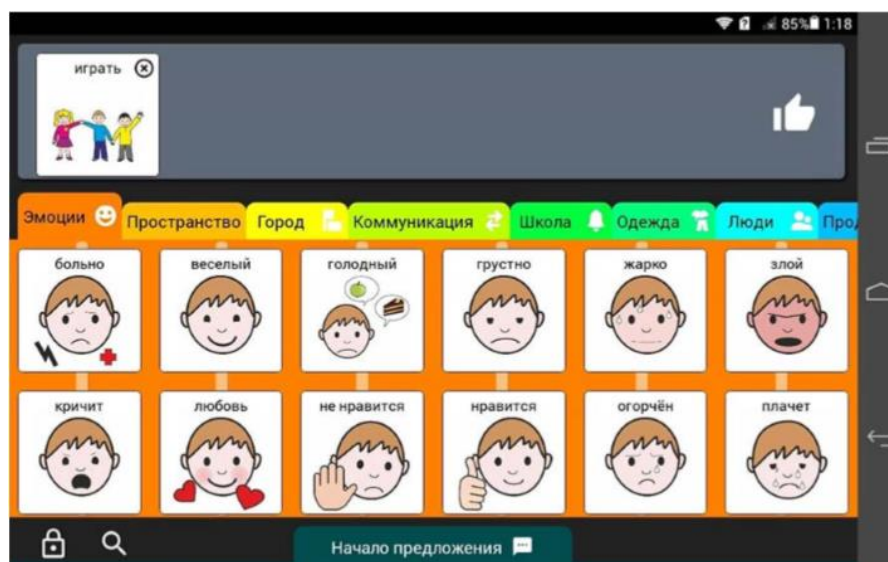 85% 1:18
играть
Эмоции Пространство Город Коммуникация Школа Одежда Люди Прод
больно веселый голодный грустно жарко злой
кричит любовь не нравится нравится огорчён плачет
Начало предложения